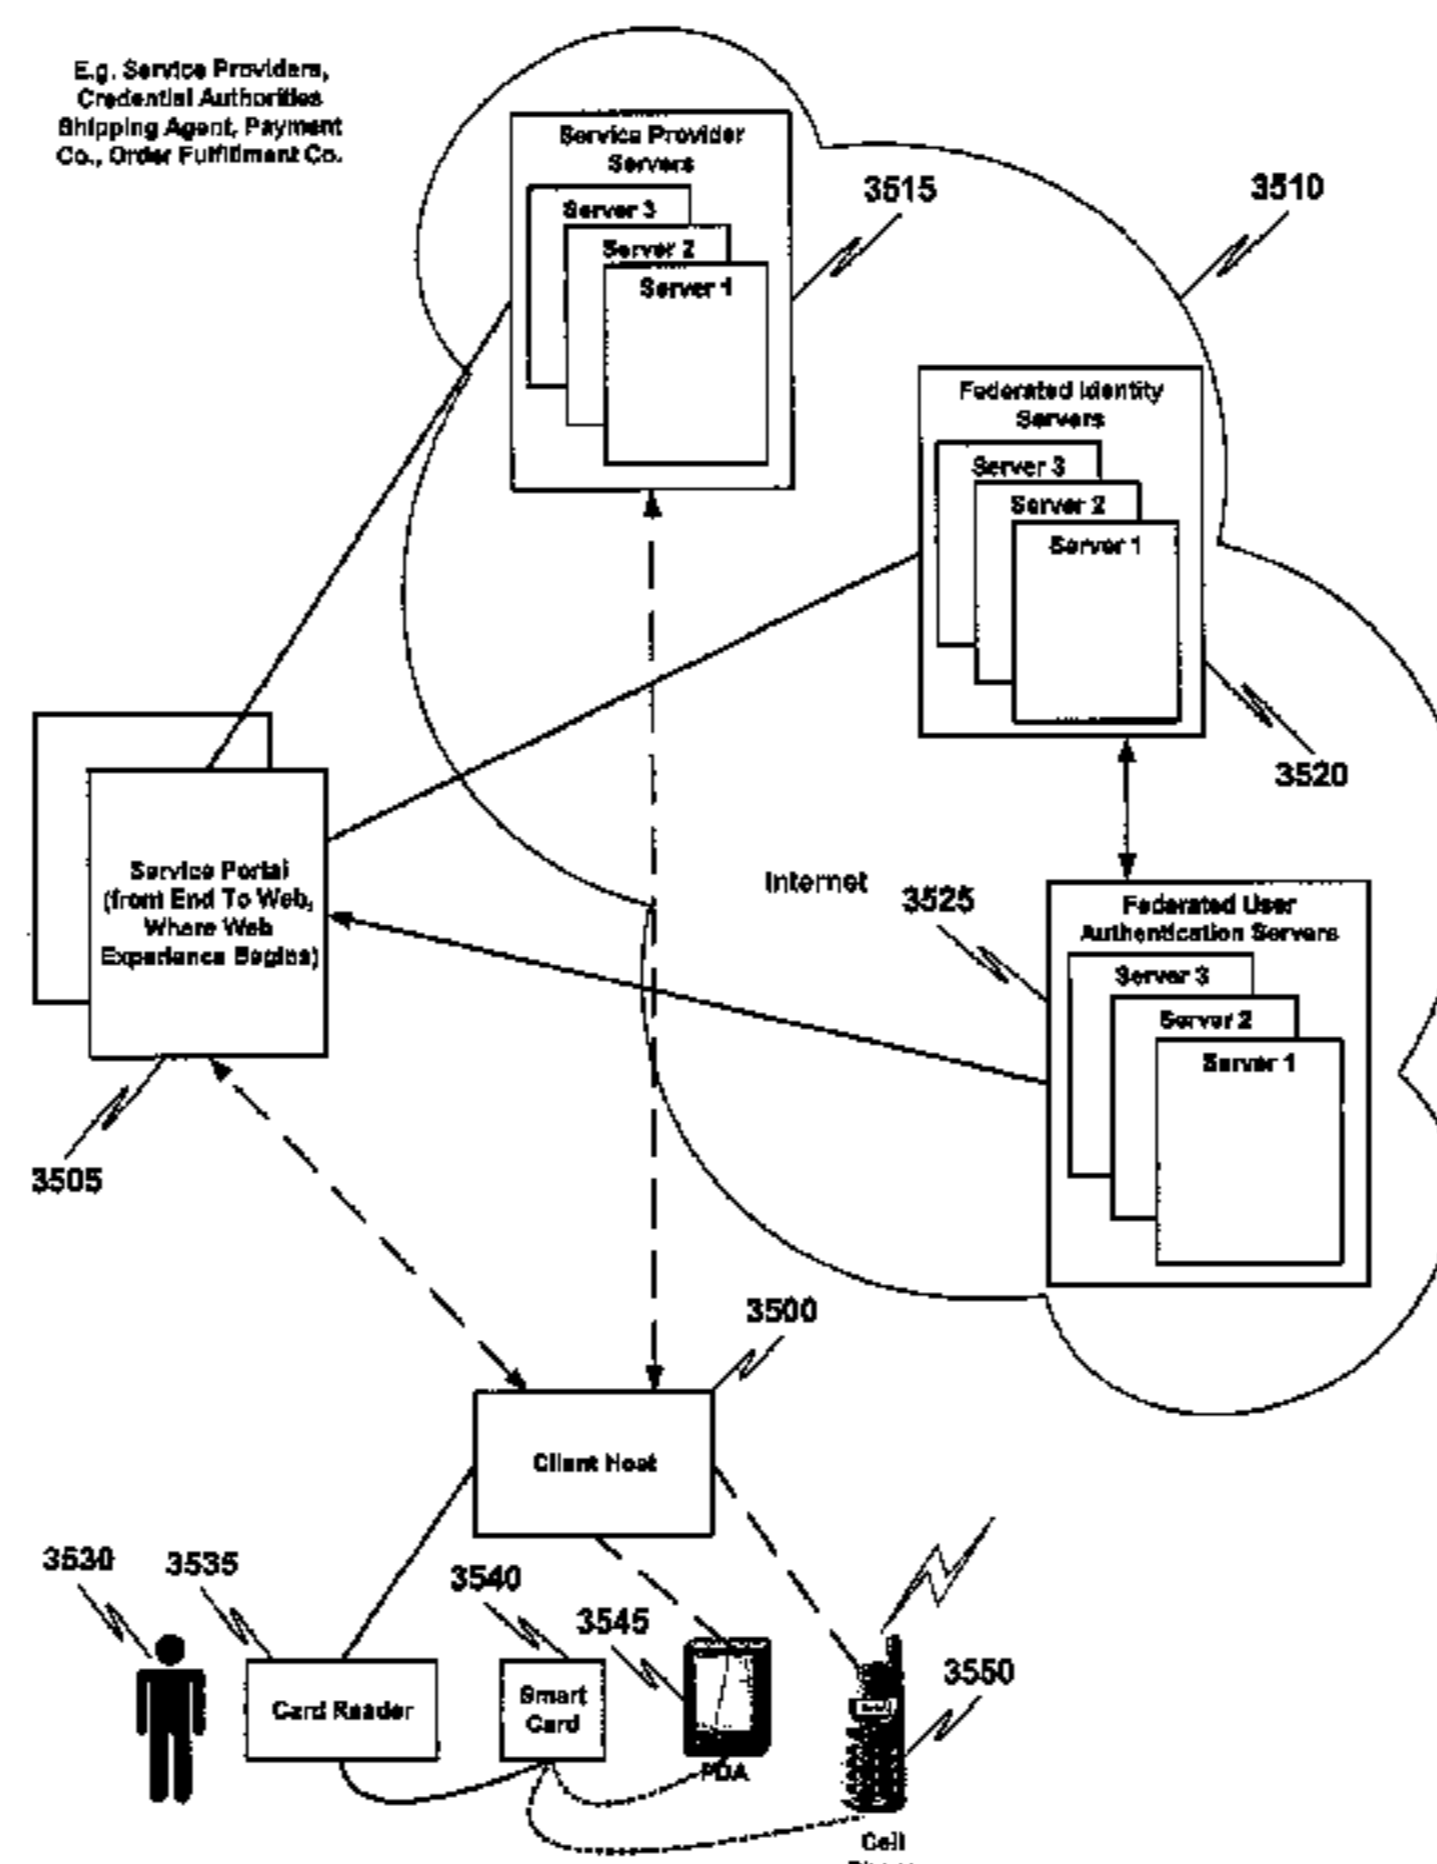 E.g. Service Providers,
Credential Authorities
Shipping Agent, Payment
Co., Order Fulfillment Co.
Service Provider
Servers
Server 3
Server 2
Server 1
3515
3510
Federated Identity
Servers
Server 3
Server 2
Server 1
3520
Service Portal
(from End To Web,
Where Web
Experience Begins)
3505
Internet
3525
Federated User
Authentication Servers
Server 3
Server 2
Server 1
3500
Client Host
3530
3535
3540
3545
3550
Card Reader
Smart
Card
PDA
Cell